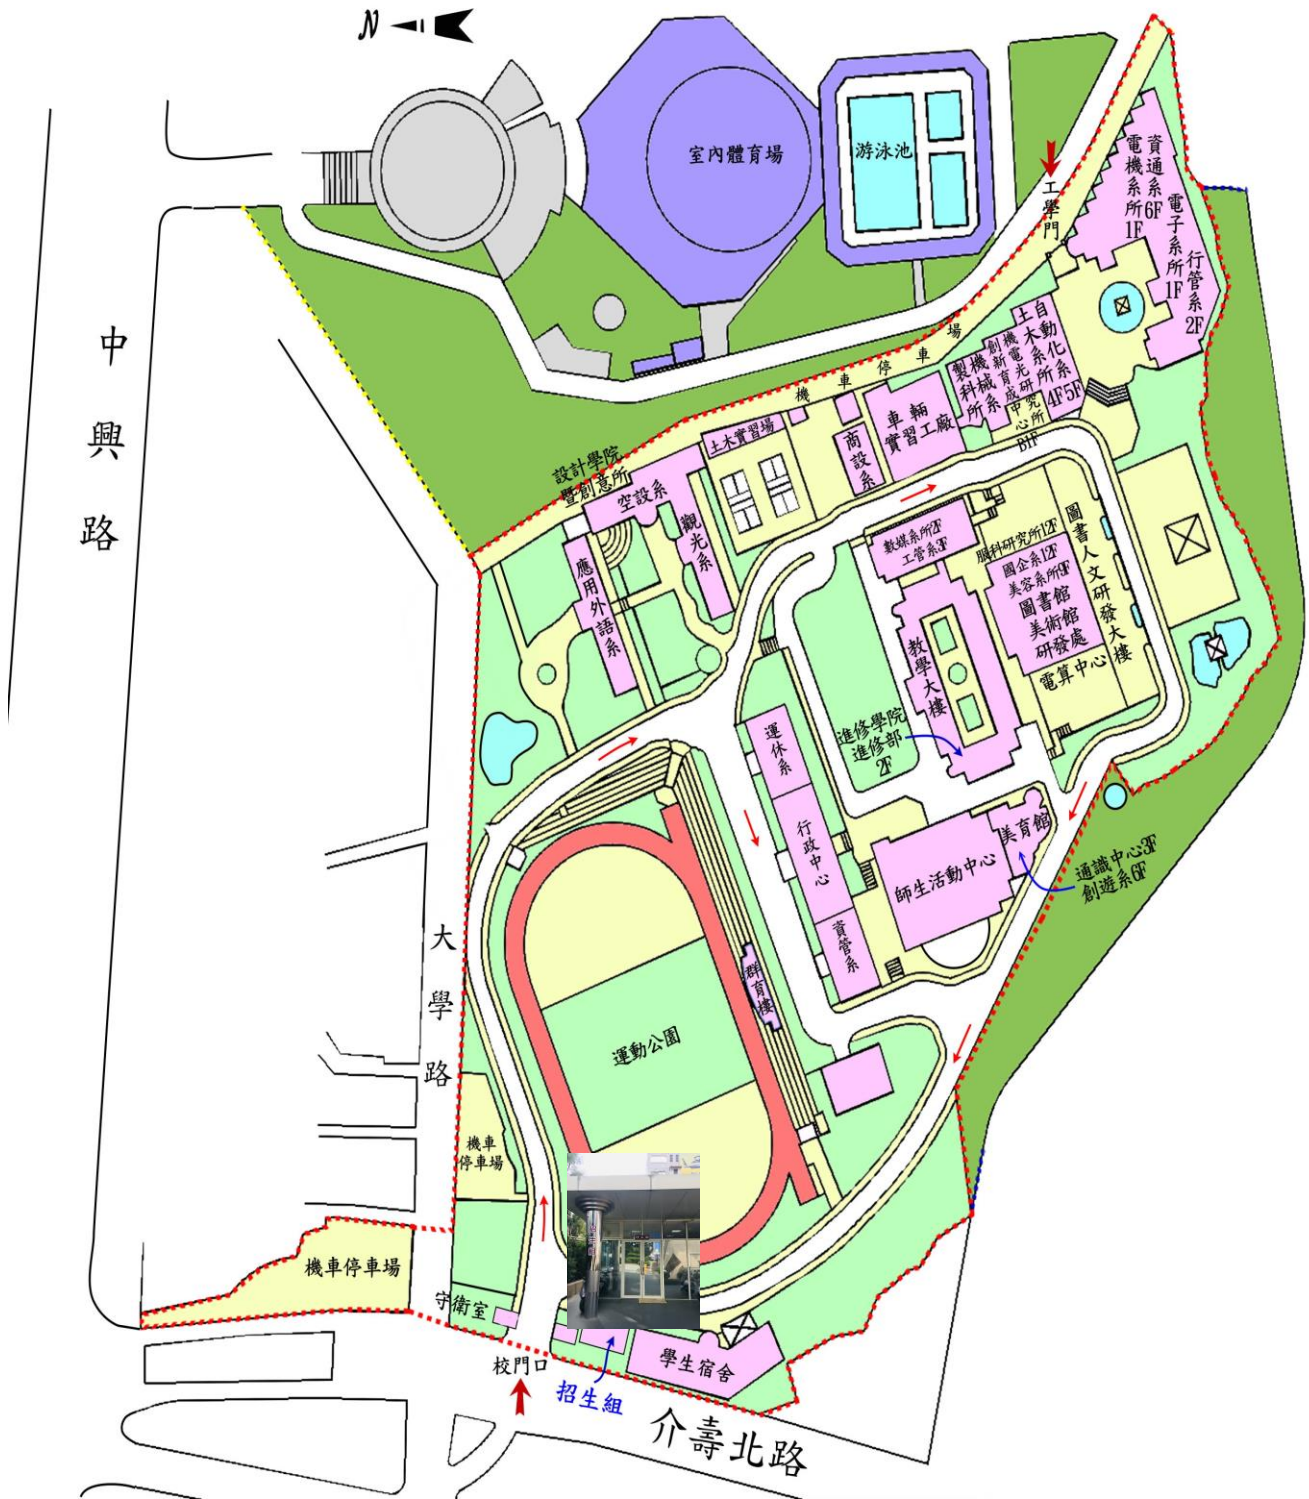 N
室內體育場
游泳池
工學門
資通系6F
電機系所1F
電子系所1F
行管系2F
中興路
機車停車場
自動化系5F
土木系所4F
機電光研究所B1F
創新育成中心
機械系
製科所
車輛
實習工廠
商設系
土木實習場
設計學院
暨創意所
空設系
觀光系
應用外語系
數媒系所2F
工管系3F
服科研究所12F
國企系12F
美容系所9F
圖書館
美術館
研發處
電算中心
圖書人文研發大樓
教學大樓
進修學院
進修部
2F
運休系
行政中心
資管系
師生活動中心
美育館
通識中心3F
創遊系6F
群育樓
運動公園
大學路
機車
停車場
機車停車場
守衛室
校門口
招生組
學生宿舍
介壽北路